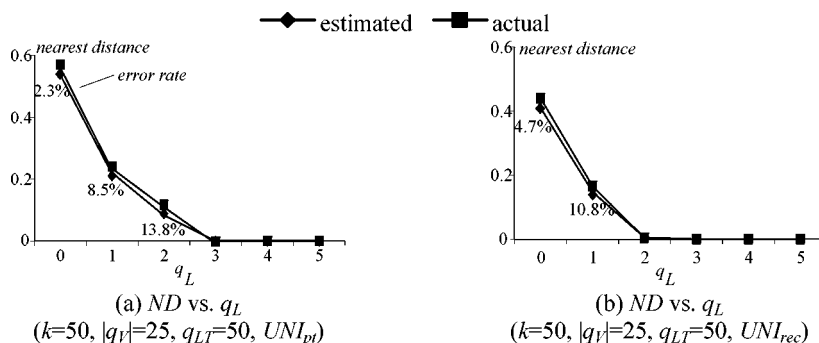 estimated actual
nearest distance
error rate
0.6
0.4
0.2
0
2.3%
8.5%
13.8%
0 1 2 3 4 5
q_L
(a) ND vs. q_L
(k=50, |q_V|=25, q_LT=50, UNI_pt)
nearest distance
0.6
0.4
0.2
0
4.7%
10.8%
0 1 2 3 4 5
q_L
(b) ND vs. q_L
(k=50, |q_V|=25, q_LT=50, UNI_rec)